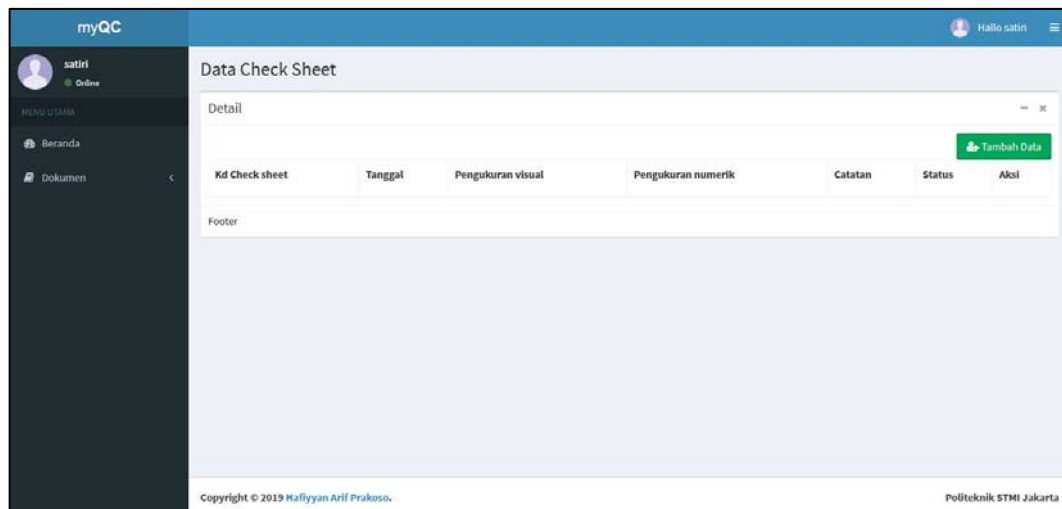 myQC
Hallo satiri
satiri
Online
MENU UTAMA
Beranda
Dokumen
Data Check Sheet
Detail
Tambah Data
Kd Check sheet Tanggal Pengukuran visual Pengukuran numerik Catatan Status Aksi
Footer
Copyright © 2019 Hafiyyan Arif Prakoso. Politeknik STMI Jakarta